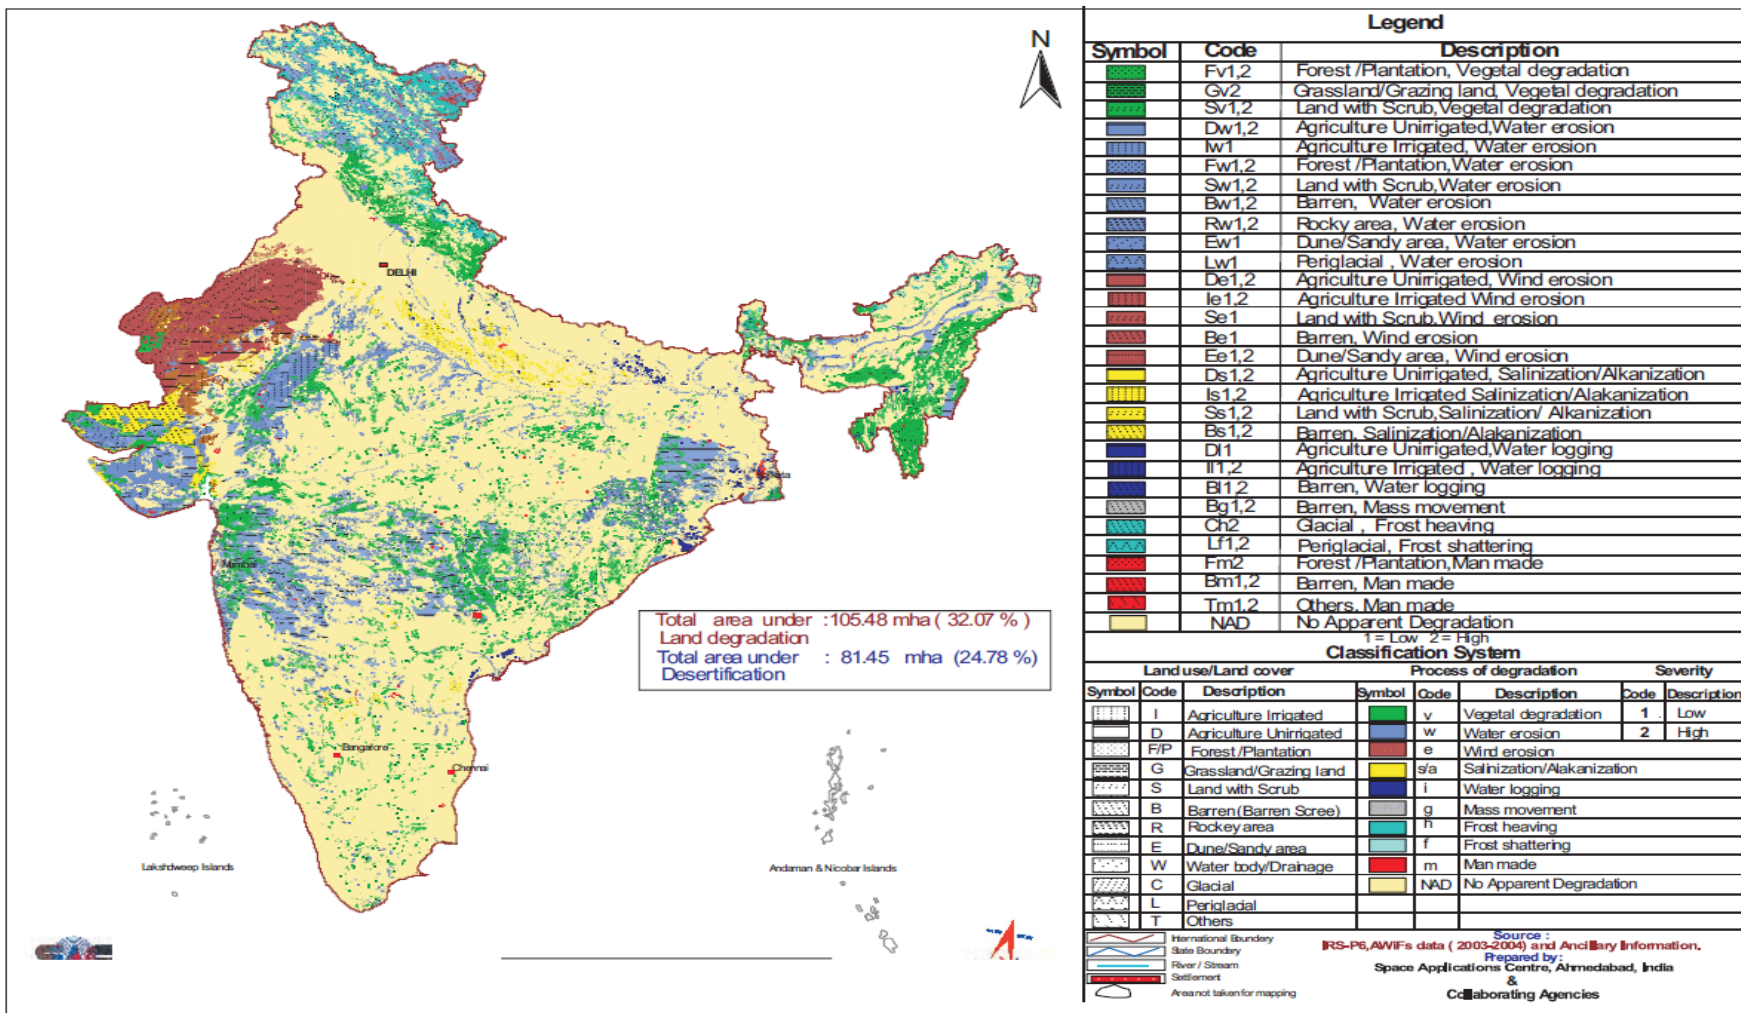 N
DELHI
Mumbai
Bangalore
Chennai
Lakshdweep Islands
Andaman & Nicobar Islands
Total area under :105.48 mha ( 32.07 % )
Land degradation
Total area under : 81.45 mha (24.78 %)
Desertification
Legend
Symbol Code Description
Fv1,2 Forest /Plantation, Vegetal degradation
Gv2 Grassland/Grazing land, Vegetal degradation
Sv1,2 Land with Scrub,Vegetal degradation
Dw1,2 Agriculture Unirrigated,Water erosion
Iw1 Agriculture Irrigated, Water erosion
Fw1,2 Forest /Plantation,Water erosion
Sw1,2 Land with Scrub,Water erosion
Bw1,2 Barren, Water erosion
Rw1,2 Rocky area, Water erosion
Ew1 Dune/Sandy area, Water erosion
Lw1 Periglacial , Water erosion
De1,2 Agriculture Unirrigated, Wind erosion
Ie1,2 Agriculture Irrigated Wind erosion
Se1 Land with Scrub,Wind erosion
Be1 Barren, Wind erosion
Ee1,2 Dune/Sandy area, Wind erosion
Ds1,2 Agriculture Unirrigated, Salinization/Alkanization
Is1,2 Agriculture Irrigated Salinization/Alakanization
Ss1,2 Land with Scrub,Salinization/ Alkanization
Bs1,2 Barren, Salinization/Alakanization
Dl1 Agriculture Unirrigated,Water logging
Il1,2 Agriculture Irrigated , Water logging
Bl1,2 Barren, Water logging
Bg1,2 Barren, Mass movement
Ch2 Glacial , Frost heaving
Lf1,2 Periglacial, Frost shattering
Fm2 Forest /Plantation,Man made
Bm1,2 Barren, Man made
Tm1,2 Others, Man made
NAD No Apparent Degradation
1 = Low 2 = High
Classification System
Land use/Land cover Process of degradation Severity
Symbol Code Description Symbol Code Description Code Description
I Agriculture Irrigated v Vegetal degradation 1 . Low
D Agriculture Unirrigated w Water erosion 2 High
F/P Forest /Plantation e Wind erosion
G Grassland/Grazing land s/a Salinization/Alakanization
S Land with Scrub i Water logging
B Barren(Barren Scree) g Mass movement
R Rockey area h Frost heaving
E Dune/Sandy area f Frost shattering
W Water body/Drainage m Man made
C Glacial NAD No Apparent Degradation
L Periglacial
T Others
International Boundary
State Boundary
River / Stream
Settlement
Area not taken for mapping
Source :
IRS-P6,AWiFs data ( 2003-2004) and Ancillary Information.
Prepared by:
Space Applications Centre, Ahmedabad, India
&
Collaborating Agencies